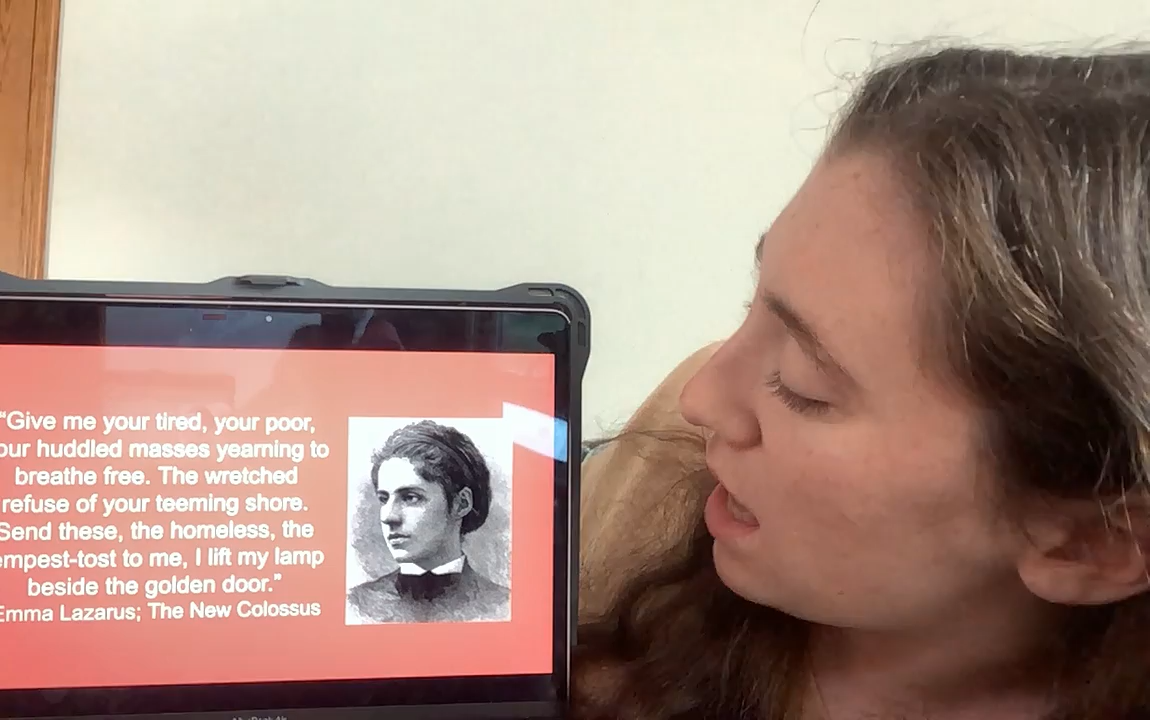 "Give me your tired, your poor,
our huddled masses yearning to
breathe free. The wretched
refuse of your teeming shore.
Send these, the homeless, the
empest-tost to me, I lift my lamp
beside the golden door."
Emma Lazarus; The New Colossus